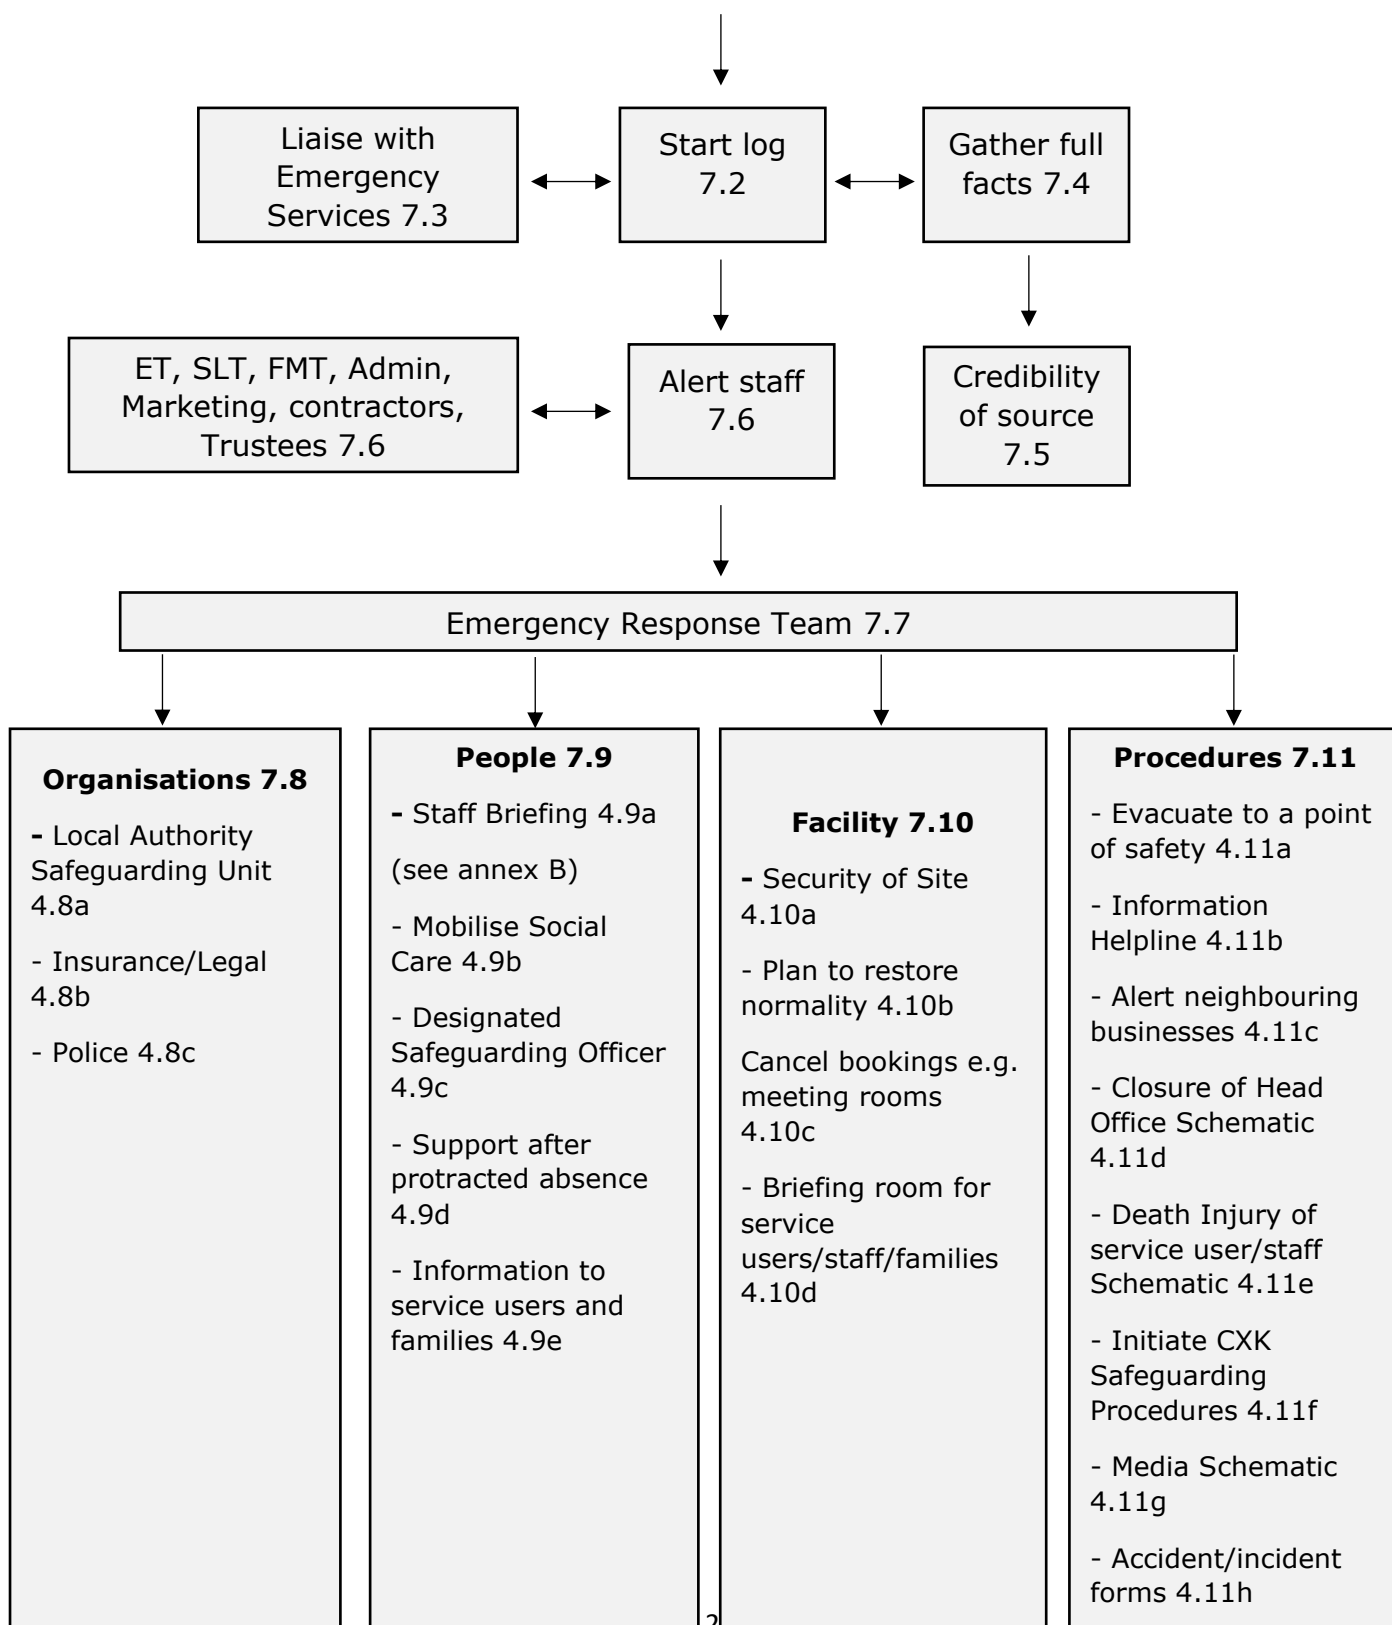 Liaise with
Emergency
Services 7.3
Start log
7.2
Gather full
facts 7.4
ET, SLT, FMT, Admin,
Marketing, contractors,
Trustees 7.6
Alert staff
7.6
Credibility
of source
7.5
Emergency Response Team 7.7
Organisations 7.8
- Local Authority
Safeguarding Unit
4.8a
- Insurance/Legal
4.8b
- Police 4.8c
People 7.9
- Staff Briefing 4.9a
(see annex B)
- Mobilise Social
Care 4.9b
- Designated
Safeguarding Officer
4.9c
- Support after
protracted absence
4.9d
- Information to
service users and
families 4.9e
Facility 7.10
- Security of Site
4.10a
- Plan to restore
normality 4.10b
Cancel bookings e.g.
meeting rooms
4.10c
- Briefing room for
service
users/staff/families
4.10d
Procedures 7.11
- Evacuate to a point
of safety 4.11a
- Information
Helpline 4.11b
- Alert neighbouring
businesses 4.11c
- Closure of Head
Office Schematic
4.11d
- Death Injury of
service user/staff
Schematic 4.11e
- Initiate CXK
Safeguarding
Procedures 4.11f
- Media Schematic
4.11g
- Accident/incident
forms 4.11h
2